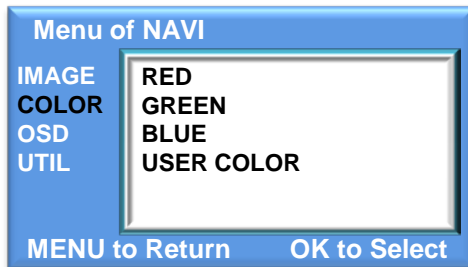 Menu of NAVI
IMAGE
COLOR
OSD
UTIL
RED
GREEN
BLUE
USER COLOR
MENU to Return OK to Select